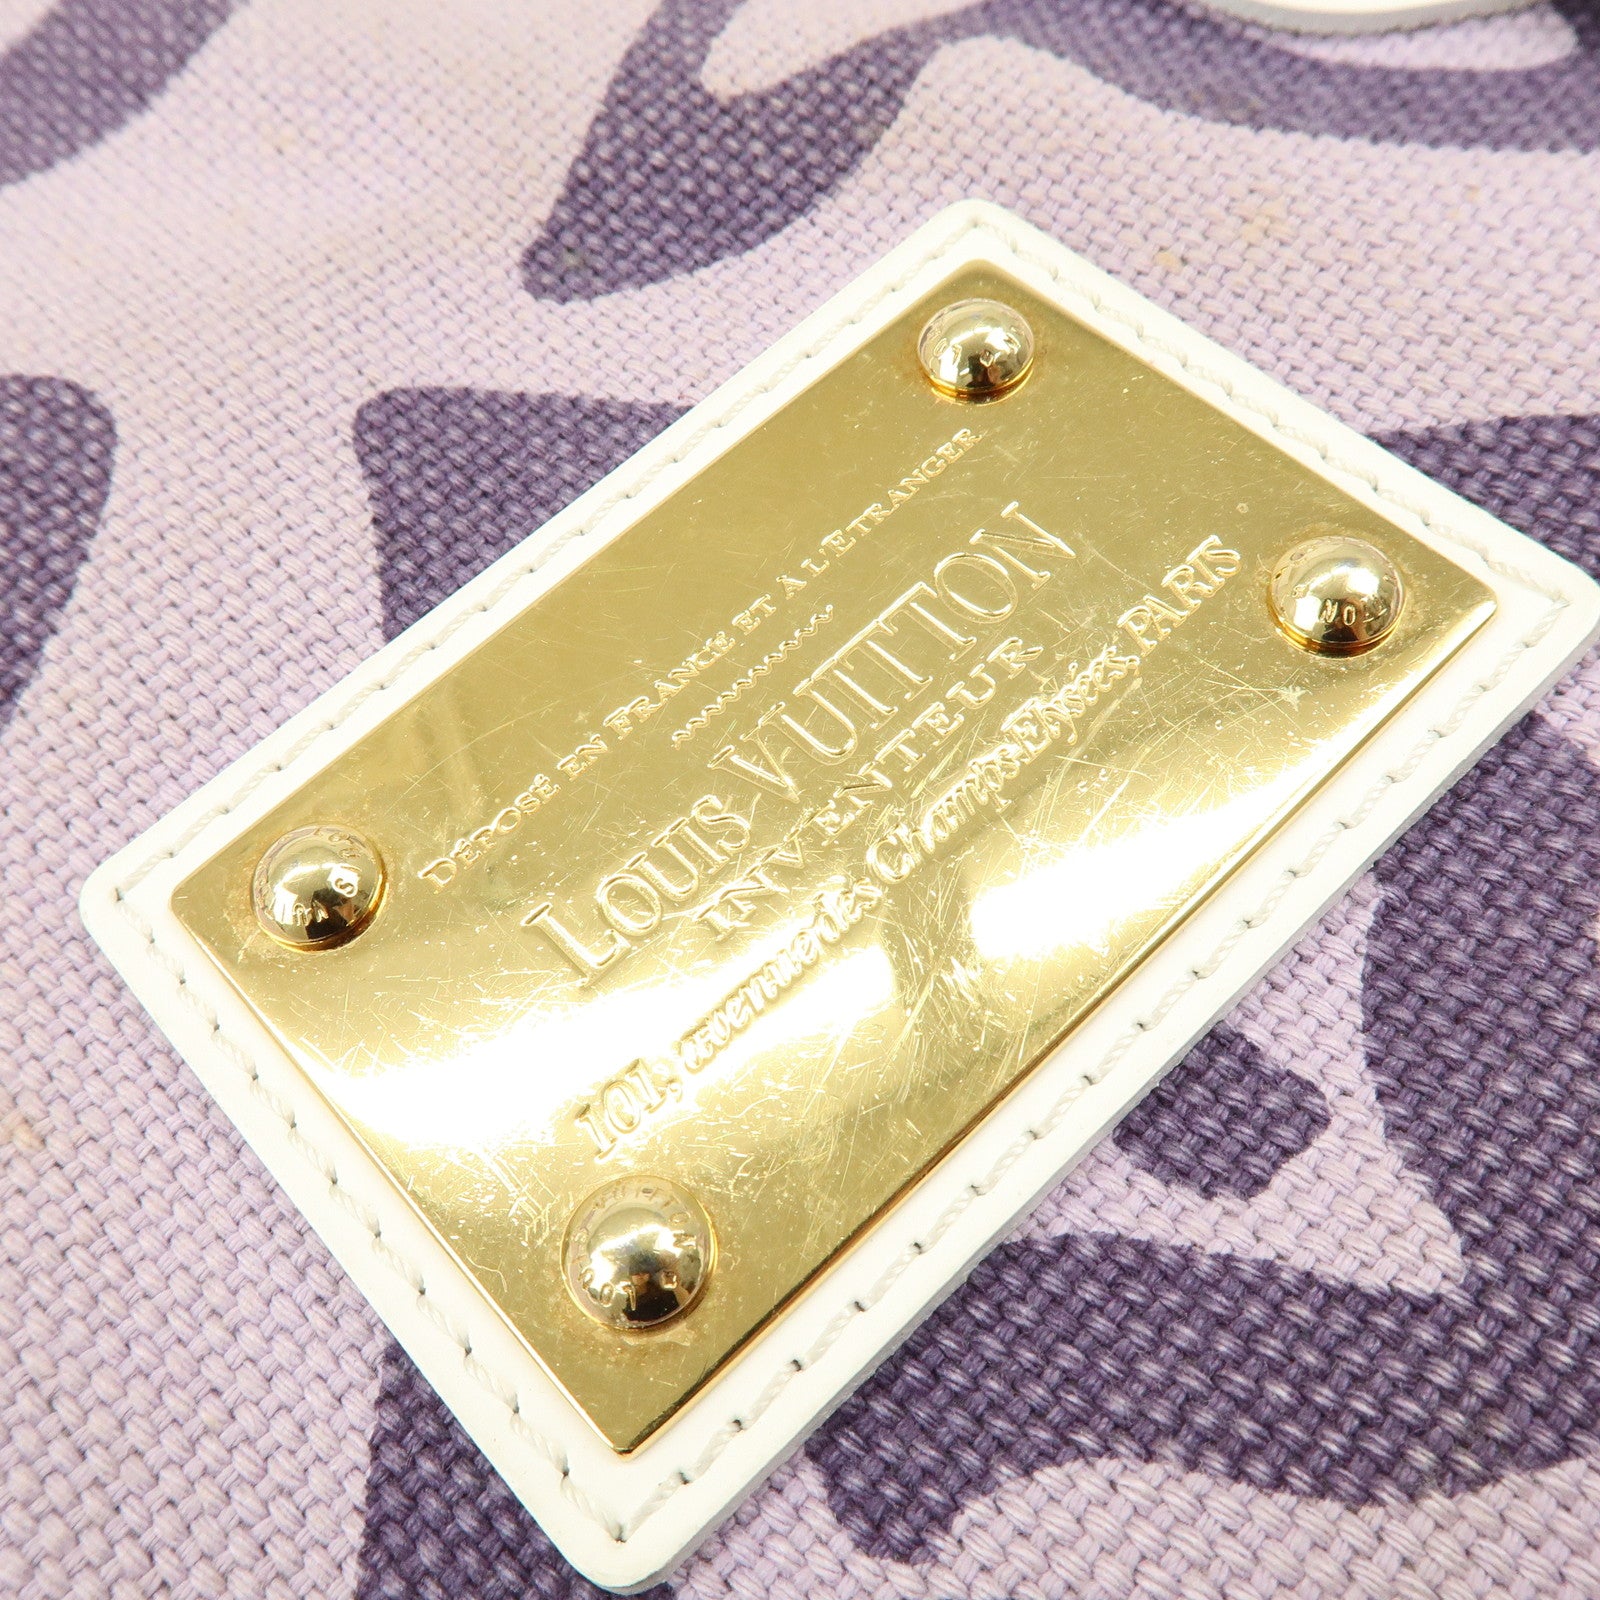 DÉPOSÉ EN FRANCE ET À L'ETRANGER
LOUIS VUITTON
INVENTEUR
101, avenue des Champs Elysées, PARIS